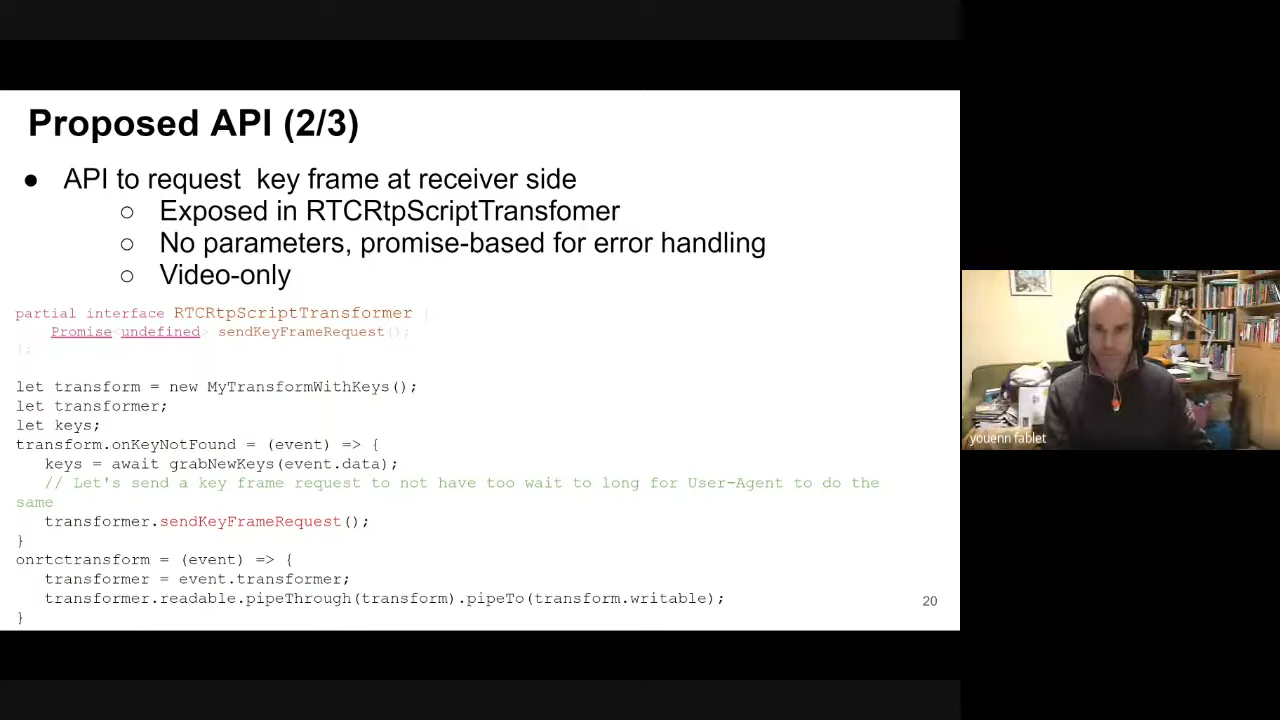 Proposed API (2/3)
● API to request key frame at receiver side
○ Exposed in RTCRtpScriptTransfomer
○ No parameters, promise-based for error handling
○ Video-only
partial interface RTCRtpScriptTransformer {
Promise<undefined> sendKeyFrameRequest();
};
let transform = new MyTransformWithKeys();
let transformer;
let keys;
transform.onKeyNotFound = (event) => {
keys = await grabNewKeys(event.data);
// Let's send a key frame request to not have too wait to long for User-Agent to do the
same
transformer.sendKeyFrameRequest();
}
onrtctransform = (event) => {
transformer = event.transformer;
transformer.readable.pipeThrough(transform).pipeTo(transform.writable);
}
20
youenn fablet